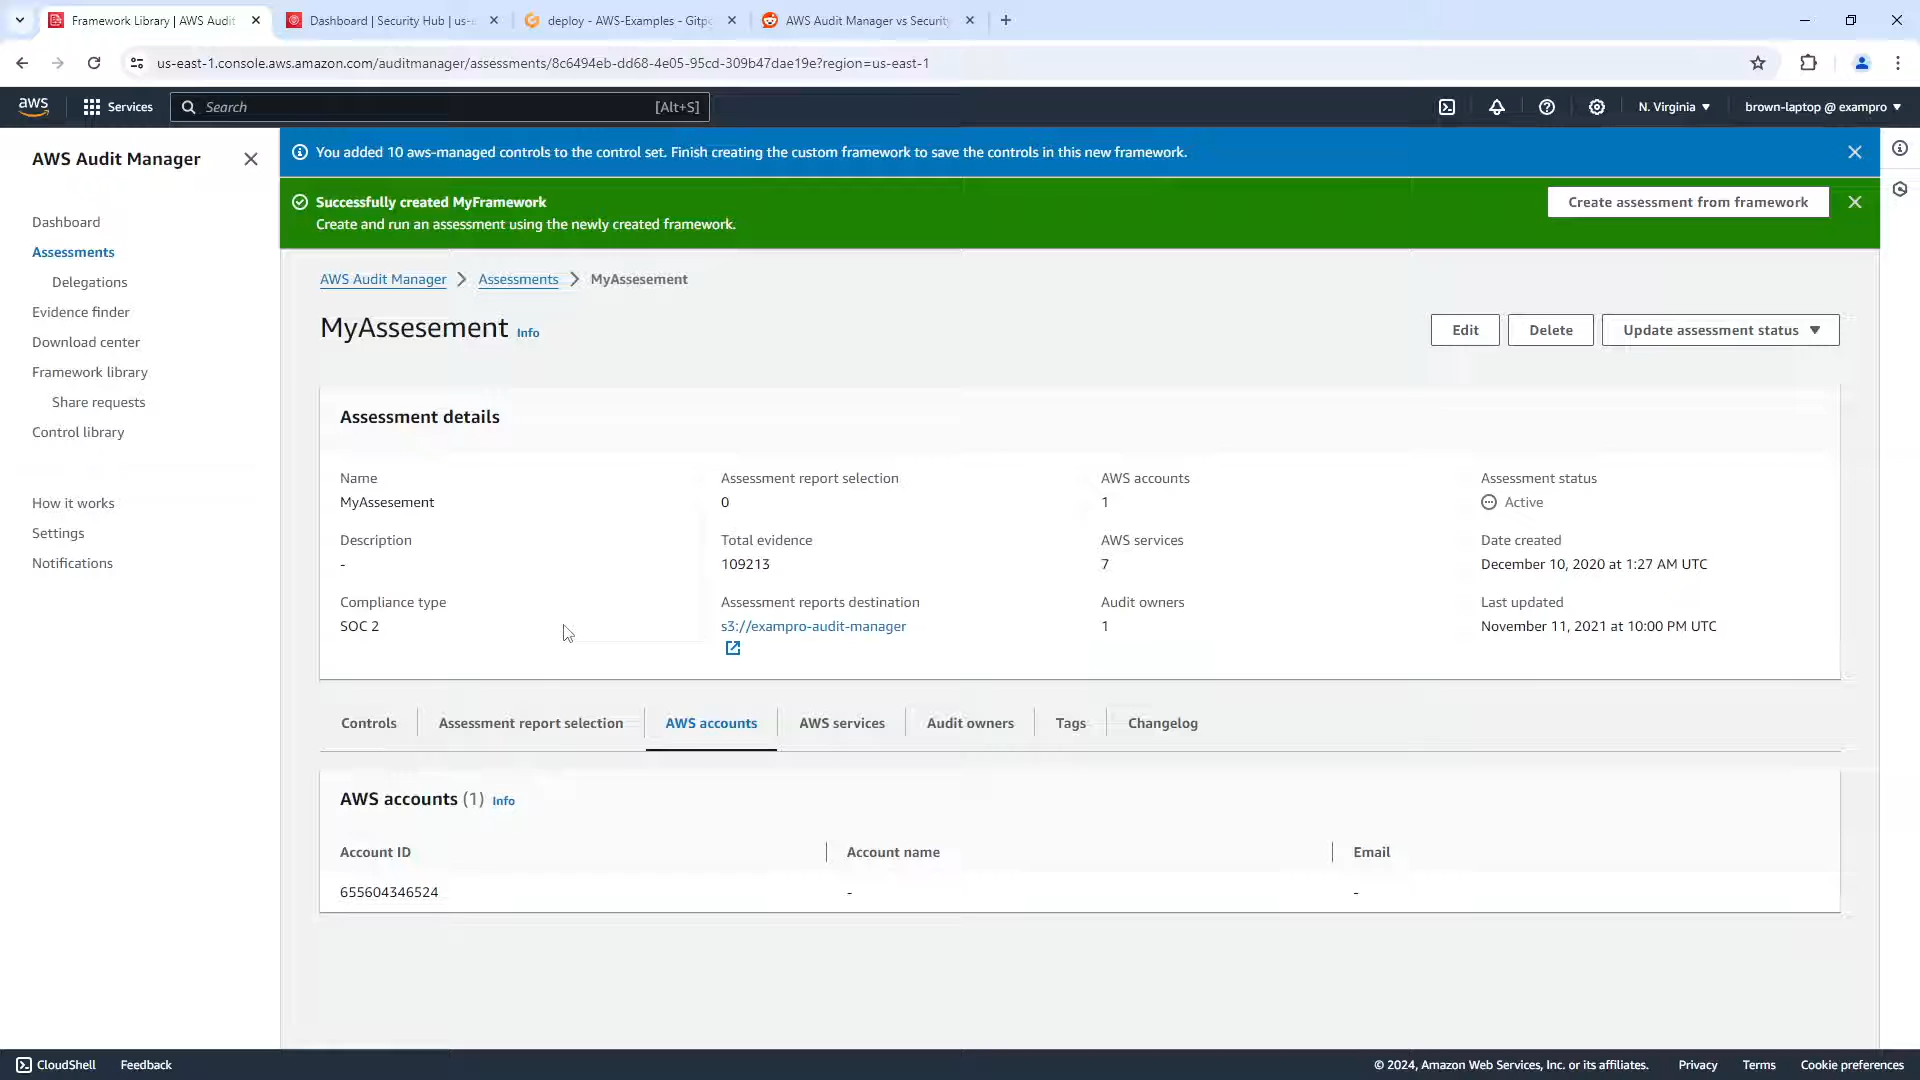 Framework Library | AWS Audit
Dashboard | Security Hub | us-e
deploy - AWS-Examples - Gitp
AWS Audit Manager vs Security
us-east-1.console.aws.amazon.com/auditmanager/assessments/8c6494eb-dd68-4e05-95cd-309b47dae19e?region=us-east-1
aws
Services
Search
[Alt+S]
N. Virginia ▼
brown-laptop @ exampro ▼
AWS Audit Manager
Dashboard
Assessments
Delegations
Evidence finder
Download center
Framework library
Share requests
Control library
How it works
Settings
Notifications
You added 10 aws-managed controls to the control set. Finish creating the custom framework to save the controls in this new framework.
Successfully created MyFramework
Create and run an assessment using the newly created framework.
Create assessment from framework
AWS Audit Manager > Assessments > MyAssesement
MyAssesement Info
Edit
Delete
Update assessment status ▼
Assessment details
Name
MyAssesement
Description
-
Compliance type
SOC 2
Assessment report selection
0
Total evidence
109213
Assessment reports destination
s3://exampro-audit-manager
AWS accounts
1
AWS services
7
Audit owners
1
Assessment status
Active
Date created
December 10, 2020 at 1:27 AM UTC
Last updated
November 11, 2021 at 10:00 PM UTC
Controls
Assessment report selection
AWS accounts
AWS services
Audit owners
Tags
Changelog
AWS accounts (1) Info
Account ID
Account name
Email
655604346524
-
-
CloudShell
Feedback
© 2024, Amazon Web Services, Inc. or its affiliates.
Privacy
Terms
Cookie preferences